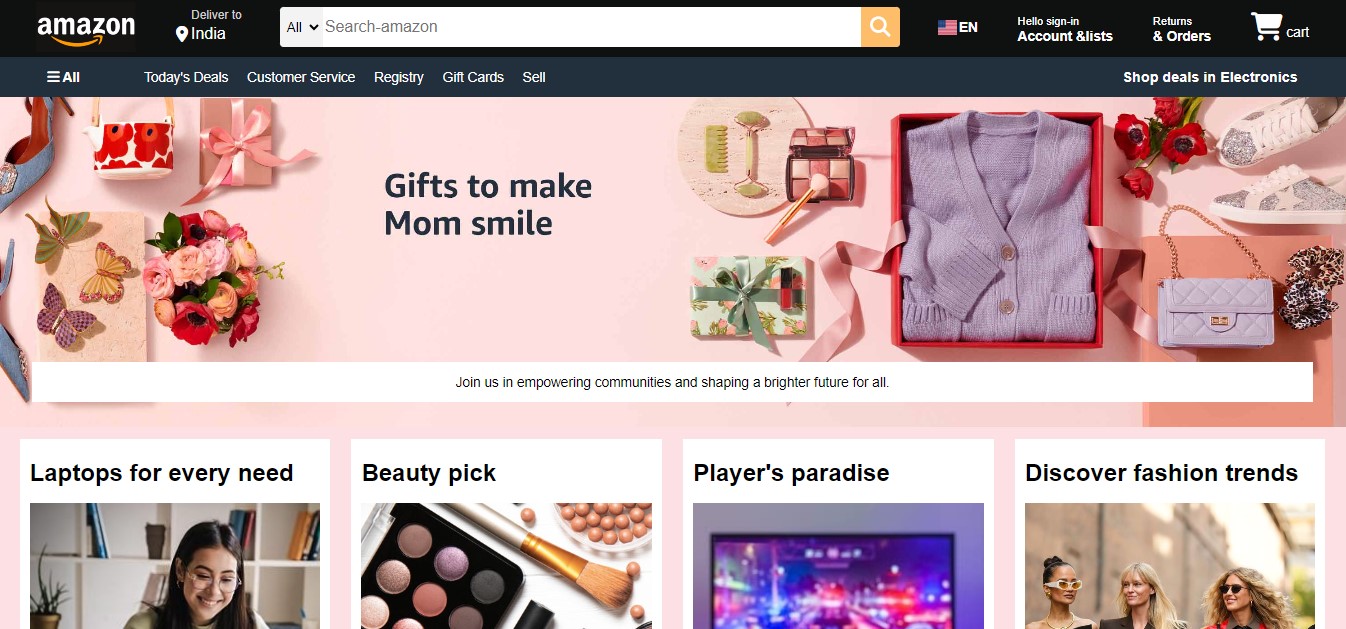 amazon
Deliver to
India
All
Search-amazon
EN
Hello sign-in
Account &lists
Returns
& Orders
cart
All
Today's Deals
Customer Service
Registry
Gift Cards
Sell
Shop deals in Electronics
Gifts to make
Mom smile
Join us in empowering communities and shaping a brighter future for all.
Laptops for every need
Beauty pick
Player's paradise
Discover fashion trends